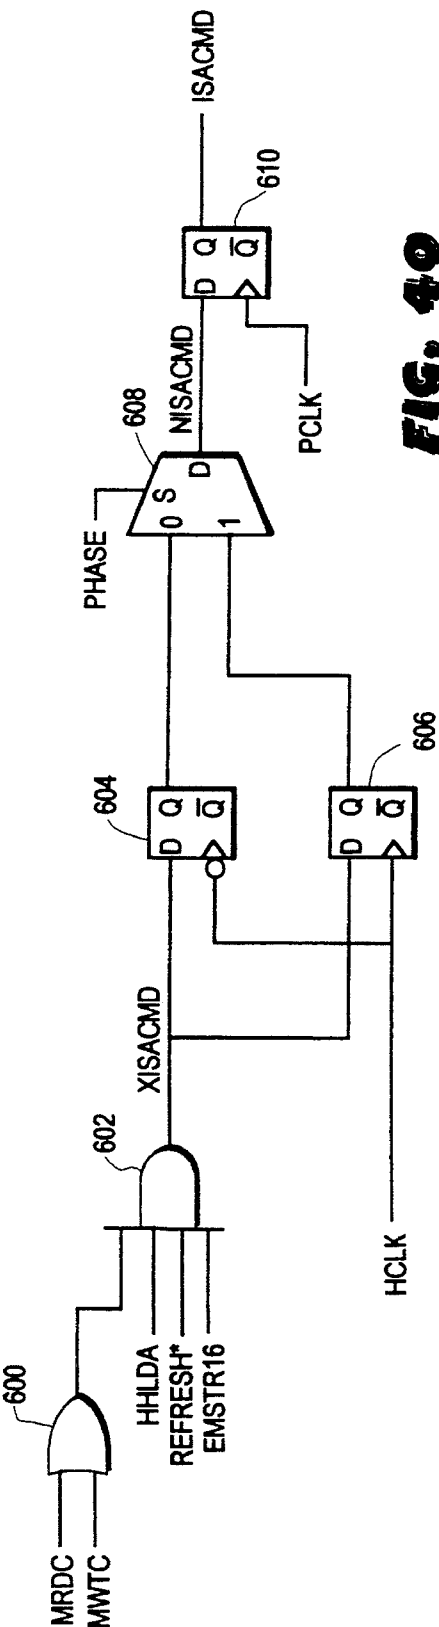 MRDC
MWTC
600
HHLDA
REFRESH*
EMSTR16
602
XISACMD
HCLK
604
D Q
Q
606
D Q
Q
PHASE
608
S
0
1
D
NISACMD
PCLK
D Q
Q
610
ISACMD
FIG. 40